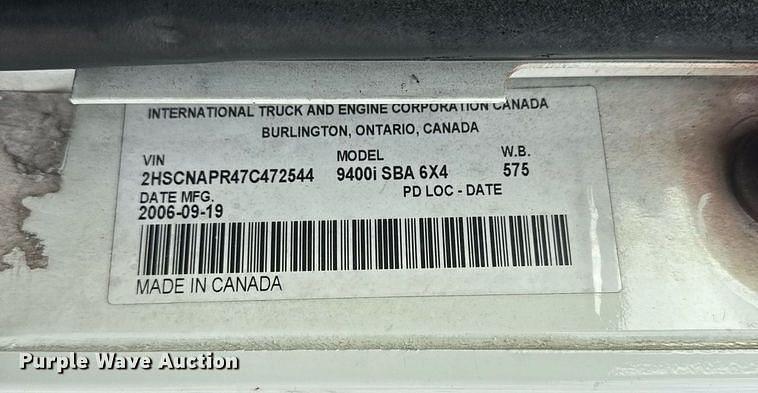 INTERNATIONAL TRUCK AND ENGINE CORPORATION CANADA
BURLINGTON, ONTARIO, CANADA
VIN MODEL W.B.
2HSCNAPR47C472544 9400i SBA 6X4 575
DATE MFG. PD LOC - DATE
2006-09-19
MADE IN CANADA
Purple Wave Auction